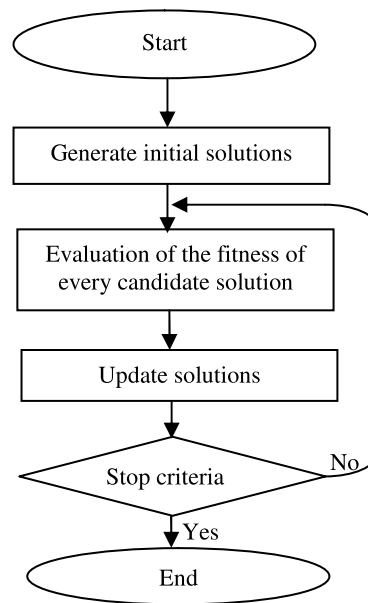 Start
Generate initial solutions
Evaluation of the fitness of
every candidate solution
Update solutions
Stop criteria
No
Yes
End